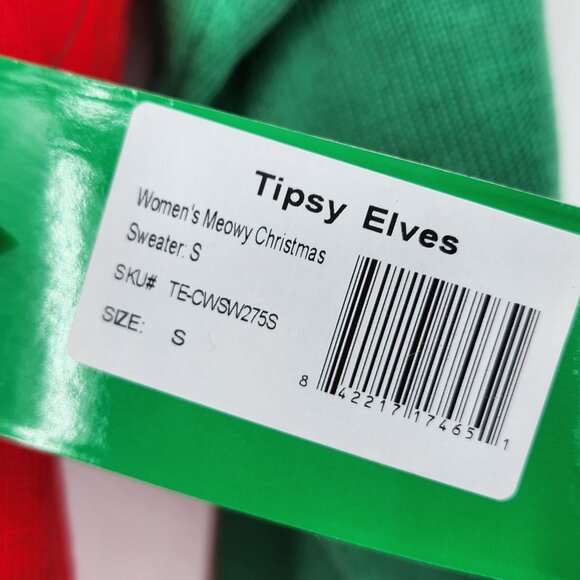 Tipsy Elves
Women's Meowy Christmas
Sweater: S
SKU# TE-CWSW275S
SIZE: S
8 42217 17465 1